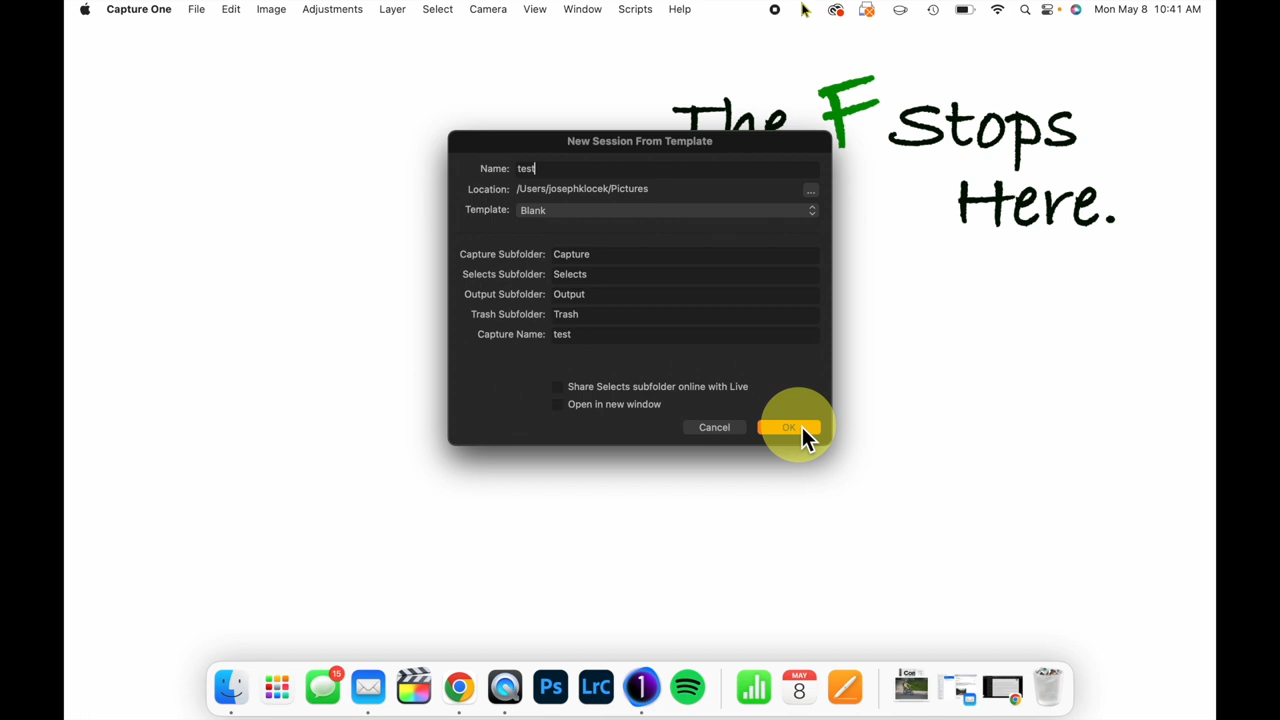 Capture One File Edit Image Adjustments Layer Select Camera View Window Scripts Help Mon May 8 10:41 AM
The F Stops
Here.
New Session From Template
Name: test
Location: /Users/josephklocek/Pictures ...
Template: Blank
Capture Subfolder: Capture
Selects Subfolder: Selects
Output Subfolder: Output
Trash Subfolder: Trash
Capture Name: test
Share Selects subfolder online with Live
Open in new window
Cancel OK
15
Ps LrC 1 MAY
8